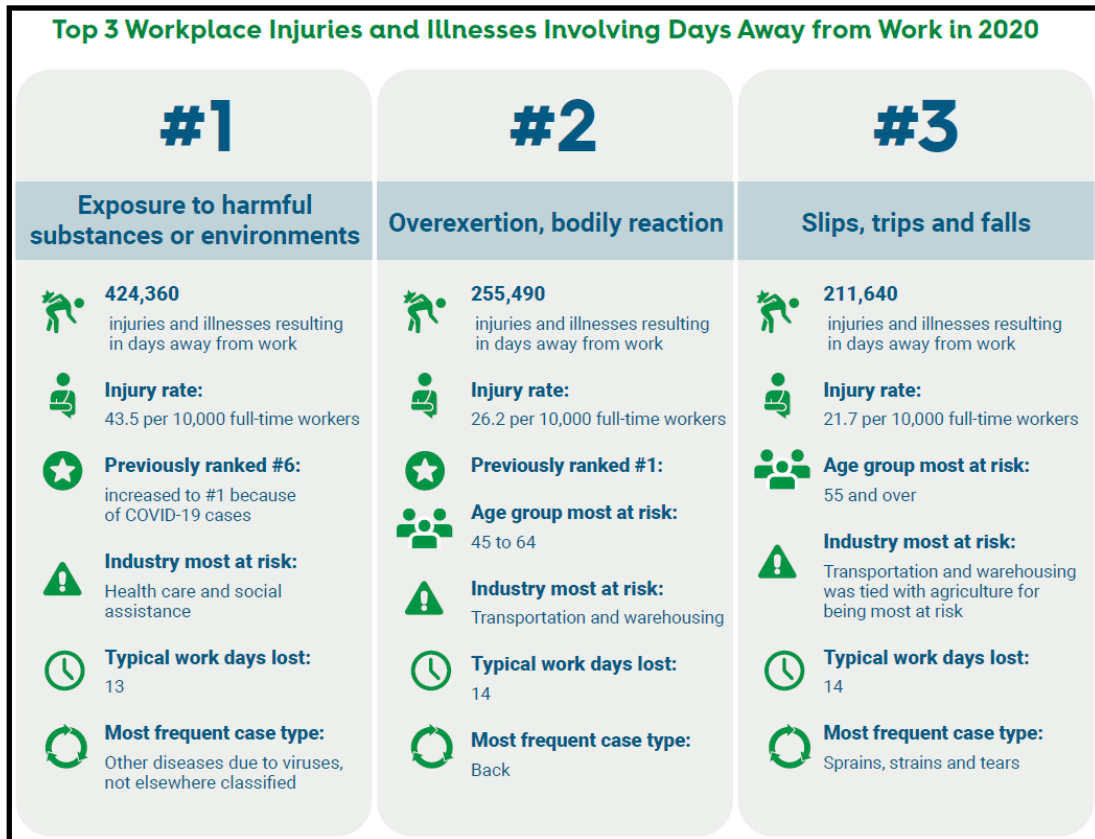 Top 3 Workplace Injuries and Illnesses Involving Days Away from Work in 2020
#1
Exposure to harmful
substances or environments
424,360
injuries and illnesses resulting
in days away from work
Injury rate:
43.5 per 10,000 full-time workers
Previously ranked #6:
increased to #1 because
of COVID-19 cases
Industry most at risk:
Health care and social
assistance
Typical work days lost:
13
Most frequent case type:
Other diseases due to viruses,
not elsewhere classified
#2
Overexertion, bodily reaction
255,490
injuries and illnesses resulting
in days away from work
Injury rate:
26.2 per 10,000 full-time workers
Previously ranked #1:
Age group most at risk:
45 to 64
Industry most at risk:
Transportation and warehousing
Typical work days lost:
14
Most frequent case type:
Back
#3
Slips, trips and falls
211,640
injuries and illnesses resulting
in days away from work
Injury rate:
21.7 per 10,000 full-time workers
Age group most at risk:
55 and over
Industry most at risk:
Transportation and warehousing
was tied with agriculture for
being most at risk
Typical work days lost:
14
Most frequent case type:
Sprains, strains and tears